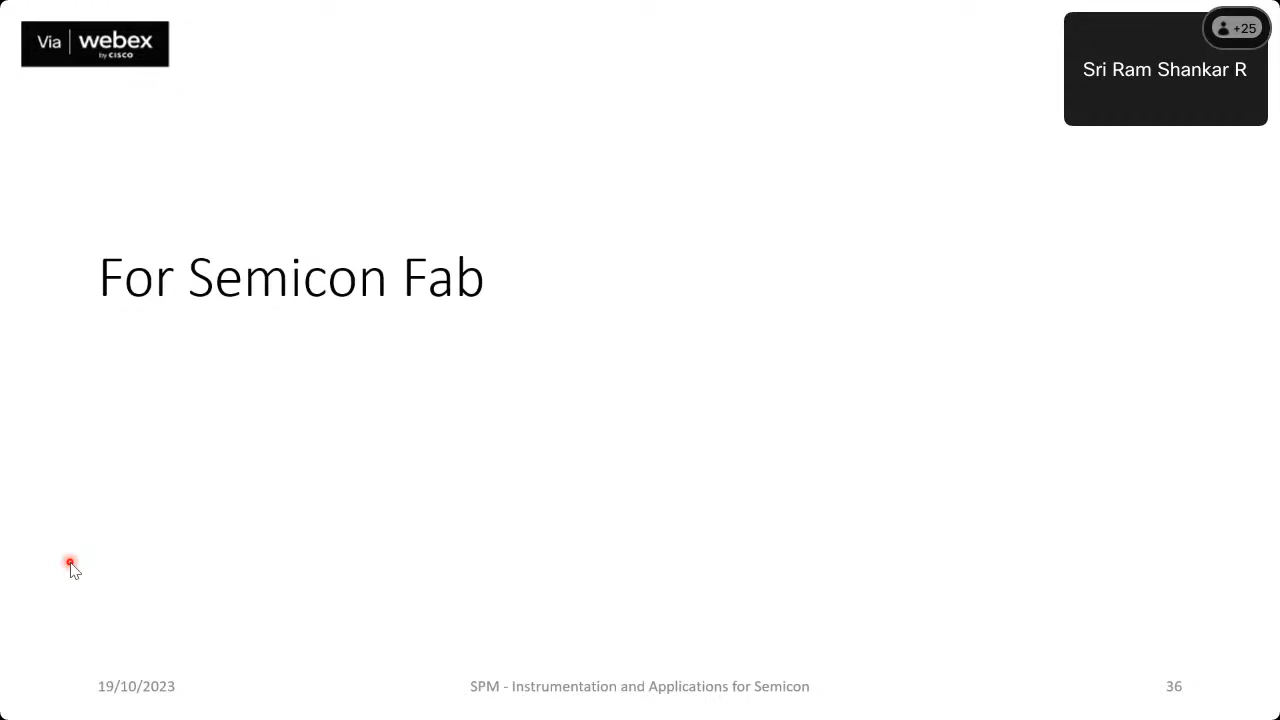 Via | webex
by CISCO
+25
Sri Ram Shankar R
For Semicon Fab
19/10/2023
SPM - Instrumentation and Applications for Semicon
36